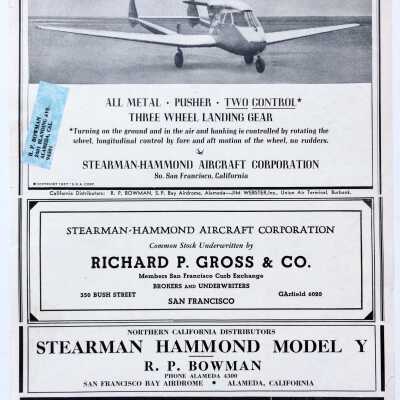 ALL METAL · PUSHER · TWO CONTROL*
THREE WHEEL LANDING GEAR
*Turning on the ground and in the air and banking is controlled by rotating the
wheel, longitudinal control by fore and aft motion of the wheel, no rudders.
STEARMAN-HAMMOND AIRCRAFT CORPORATION
So. San Francisco, California
R. P. BOWMAN
ALAMEDA, CAL.
California Distributors: R. P. BOWMAN, S. F. Bay Airdrome, Alameda—JIM WEBSTER, Inc., Union Air Terminal, Burbank.
STEARMAN-HAMMOND AIRCRAFT CORPORATION
Common Stock Underwritten by
RICHARD P. GROSS & CO.
Members San Francisco Curb Exchange
BROKERS AND UNDERWRITERS
350 BUSH STREET GArfield 6020
SAN FRANCISCO
NORTHERN CALIFORNIA DISTRIBUTORS
STEARMAN HAMMOND MODEL Y
R. P. BOWMAN
PHONE ALAMEDA 4300
SAN FRANCISCO BAY AIRDROME • ALAMEDA, CALIFORNIA